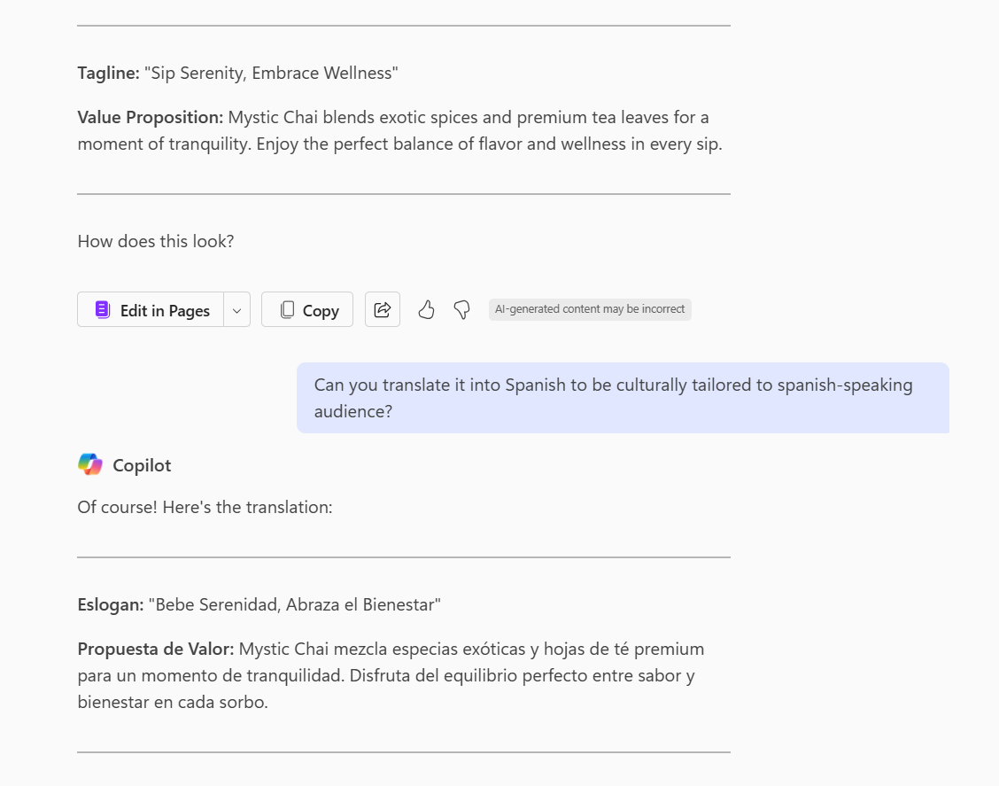 Tagline: "Sip Serenity, Embrace Wellness"
Value Proposition: Mystic Chai blends exotic spices and premium tea leaves for a
moment of tranquility. Enjoy the perfect balance of flavor and wellness in every sip.
How does this look?
Edit in Pages
Copy
AI-generated content may be incorrect
Can you translate it into Spanish to be culturally tailored to spanish-speaking
audience?
Copilot
Of course! Here's the translation:
Eslogan: "Bebe Serenidad, Abraza el Bienestar"
Propuesta de Valor: Mystic Chai mezcla especias exóticas y hojas de té premium
para un momento de tranquilidad. Disfruta del equilibrio perfecto entre sabor y
bienestar en cada sorbo.